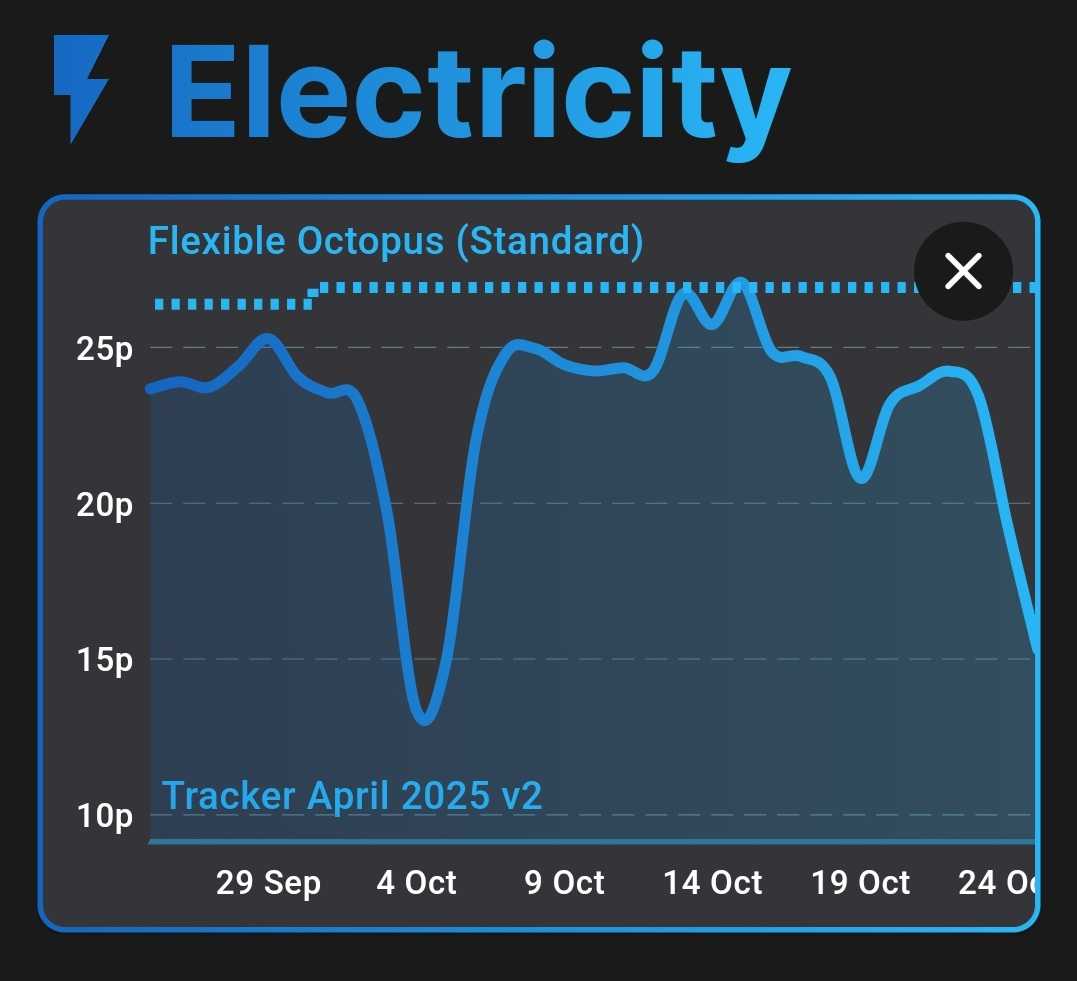 Electricity
Flexible Octopus (Standard)
25p
20p
15p
Tracker April 2025 v2
10p
29 Sep 4 Oct 9 Oct 14 Oct 19 Oct 24 O